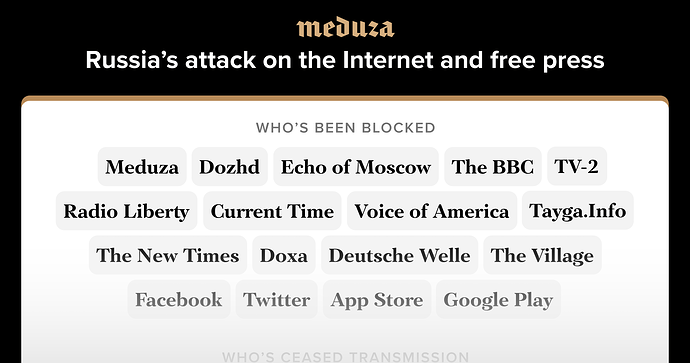 meduza
Russia’s attack on the Internet and free press
WHO’S BEEN BLOCKED
Meduza Dozhd Echo of Moscow The BBC TV-2
Radio Liberty Current Time Voice of America Tayga.Info
The New Times Doxa Deutsche Welle The Village
Facebook Twitter App Store Google Play
WHO’S CEASED TRANSMISSION